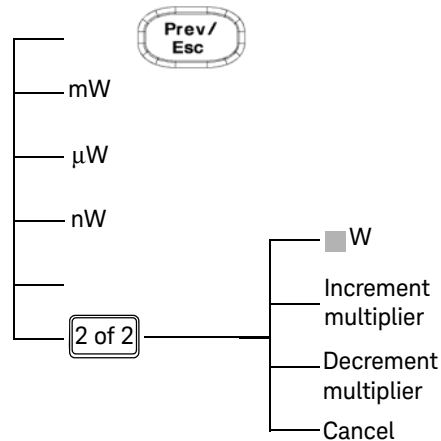 Prev/
Esc
mW
μW
nW
2 of 2
W
Increment
multiplier
Decrement
multiplier
Cancel